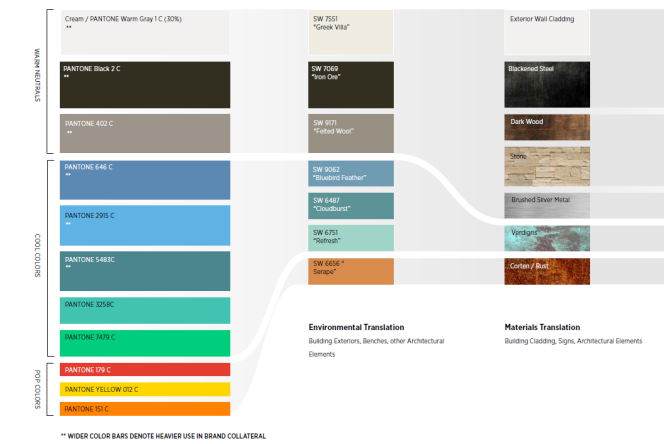 WARM NEUTRALS
Cream / PANTONE Warm Gray 1 C (30%)
**
PANTONE Black 2 C
**
PANTONE 402 C
**
COOL COLORS
PANTONE 646 C
**
PANTONE 2915 C
**
PANTONE 5483C
**
PANTONE 3258C
PANTONE 7479 C
POP COLORS
PANTONE 179 C
PANTONE YELLOW 012 C
PANTONE 151 C
** WIDER COLOR BARS DENOTE HEAVIER USE IN BRAND COLLATERAL
SW 7551
"Greek Villa"
SW 7069
"Iron Ore"
SW 9171
"Felted Wool"
SW 9062
"Bluebird Feather"
SW 6487
"Cloudburst"
SW 6751
"Refresh"
SW 6656 "
Serape"
Environmental Translation
Building Exteriors, Benches, other Architectural
Elements
Exterior Wall Cladding
Blackened Steel
Dark Wood
Stone
Brushed Silver Metal
Verdigris
Corten / Rust
Materials Translation
Building Cladding, Signs, Architectural Elements